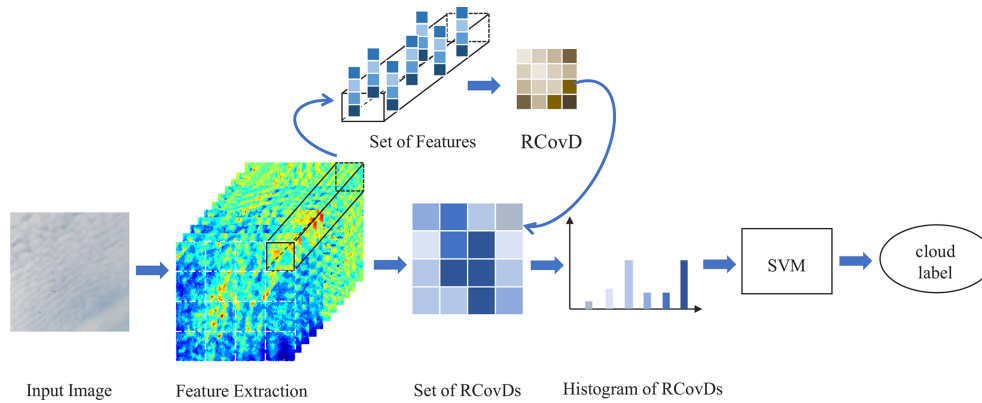 Set of Features
RCovD
SVM
cloud
label
Input Image
Feature Extraction
Set of RCovDs
Histogram of RCovDs